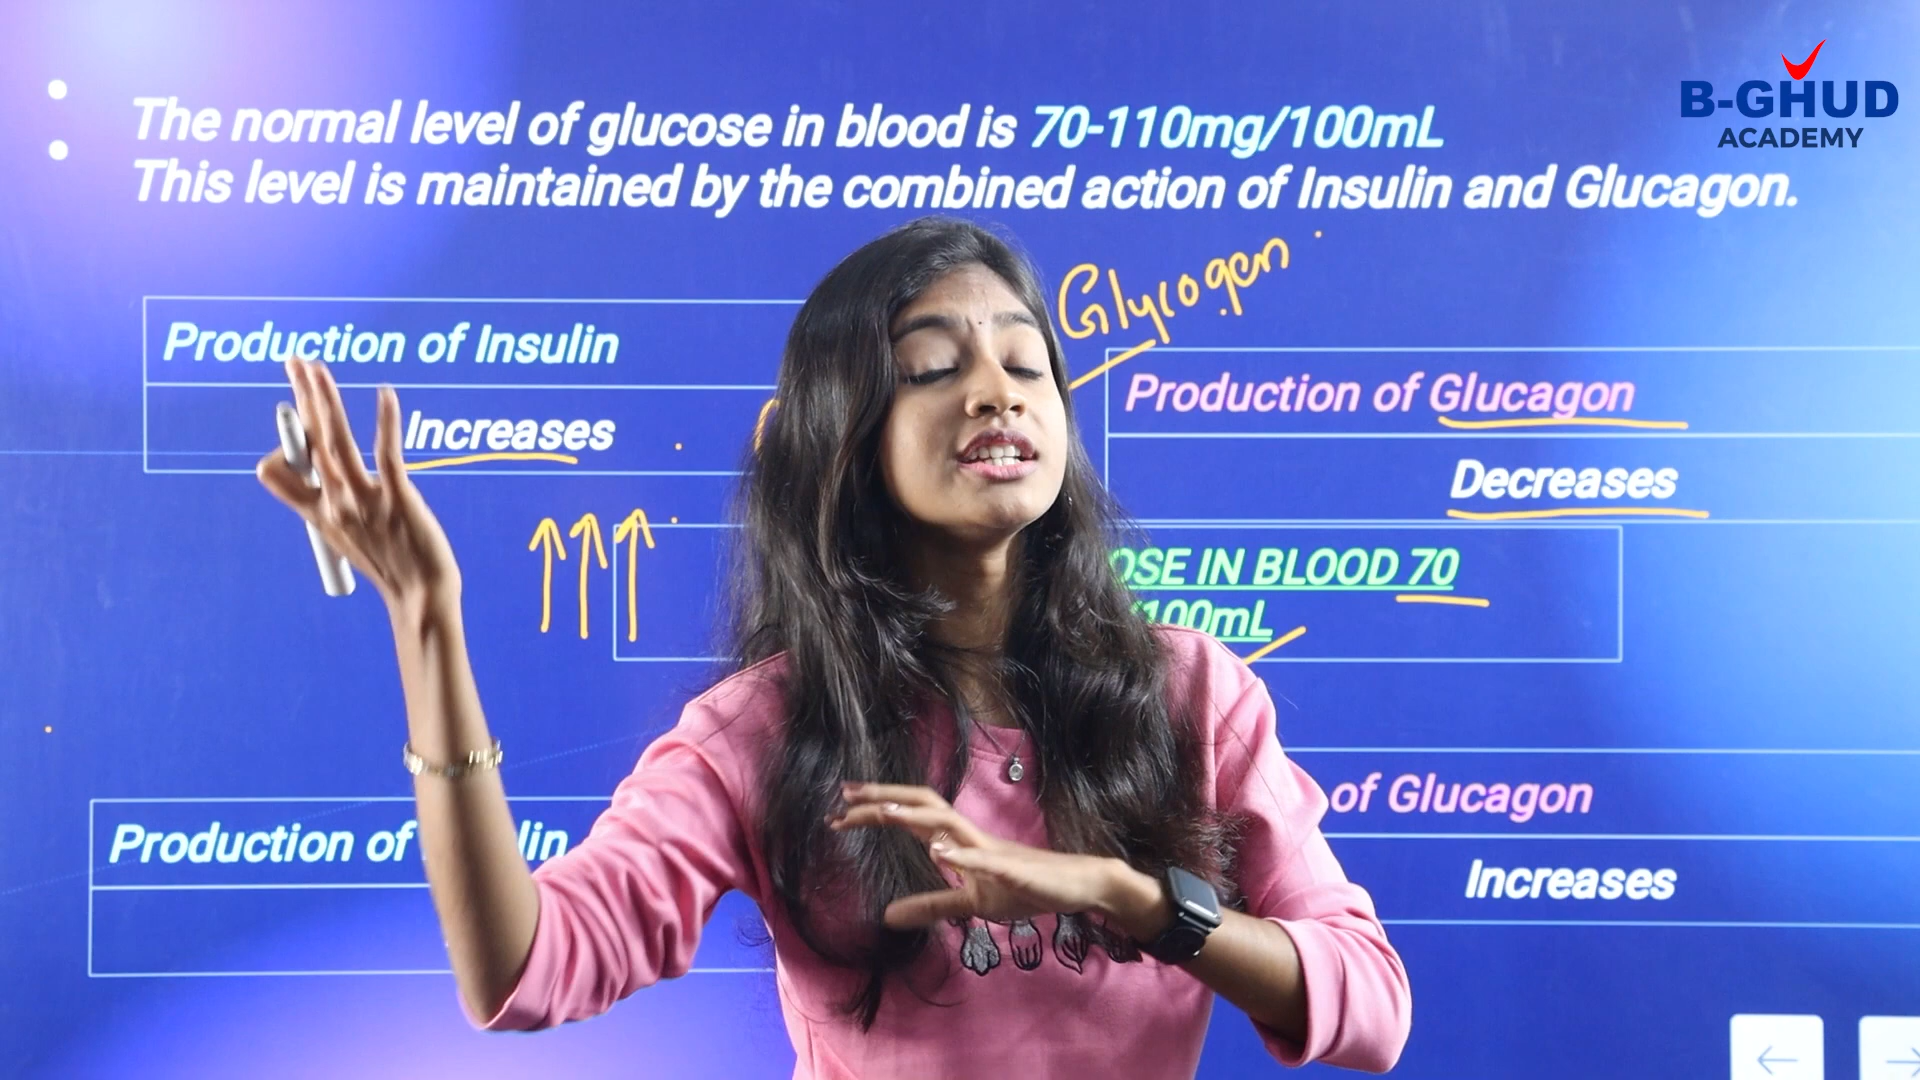 The normal level of glucose in blood is 70-110mg/100mL
This level is maintained by the combined action of Insulin and Glucagon.
B-GHUD
ACADEMY
Glycogen
Production of Insulin
Increases
Production of Glucagon
Decreases
OSE IN BLOOD 70
/100mL
Production of lin
of Glucagon
Increases